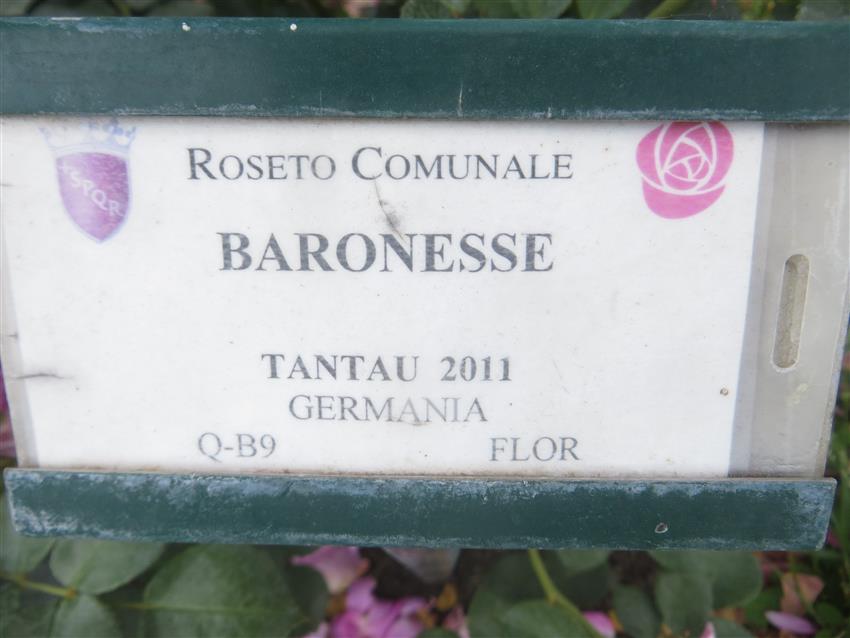 ROSETO COMUNALE
SPQR
BARONESSE
TANTAU 2011
GERMANIA
Q-B9 FLOR